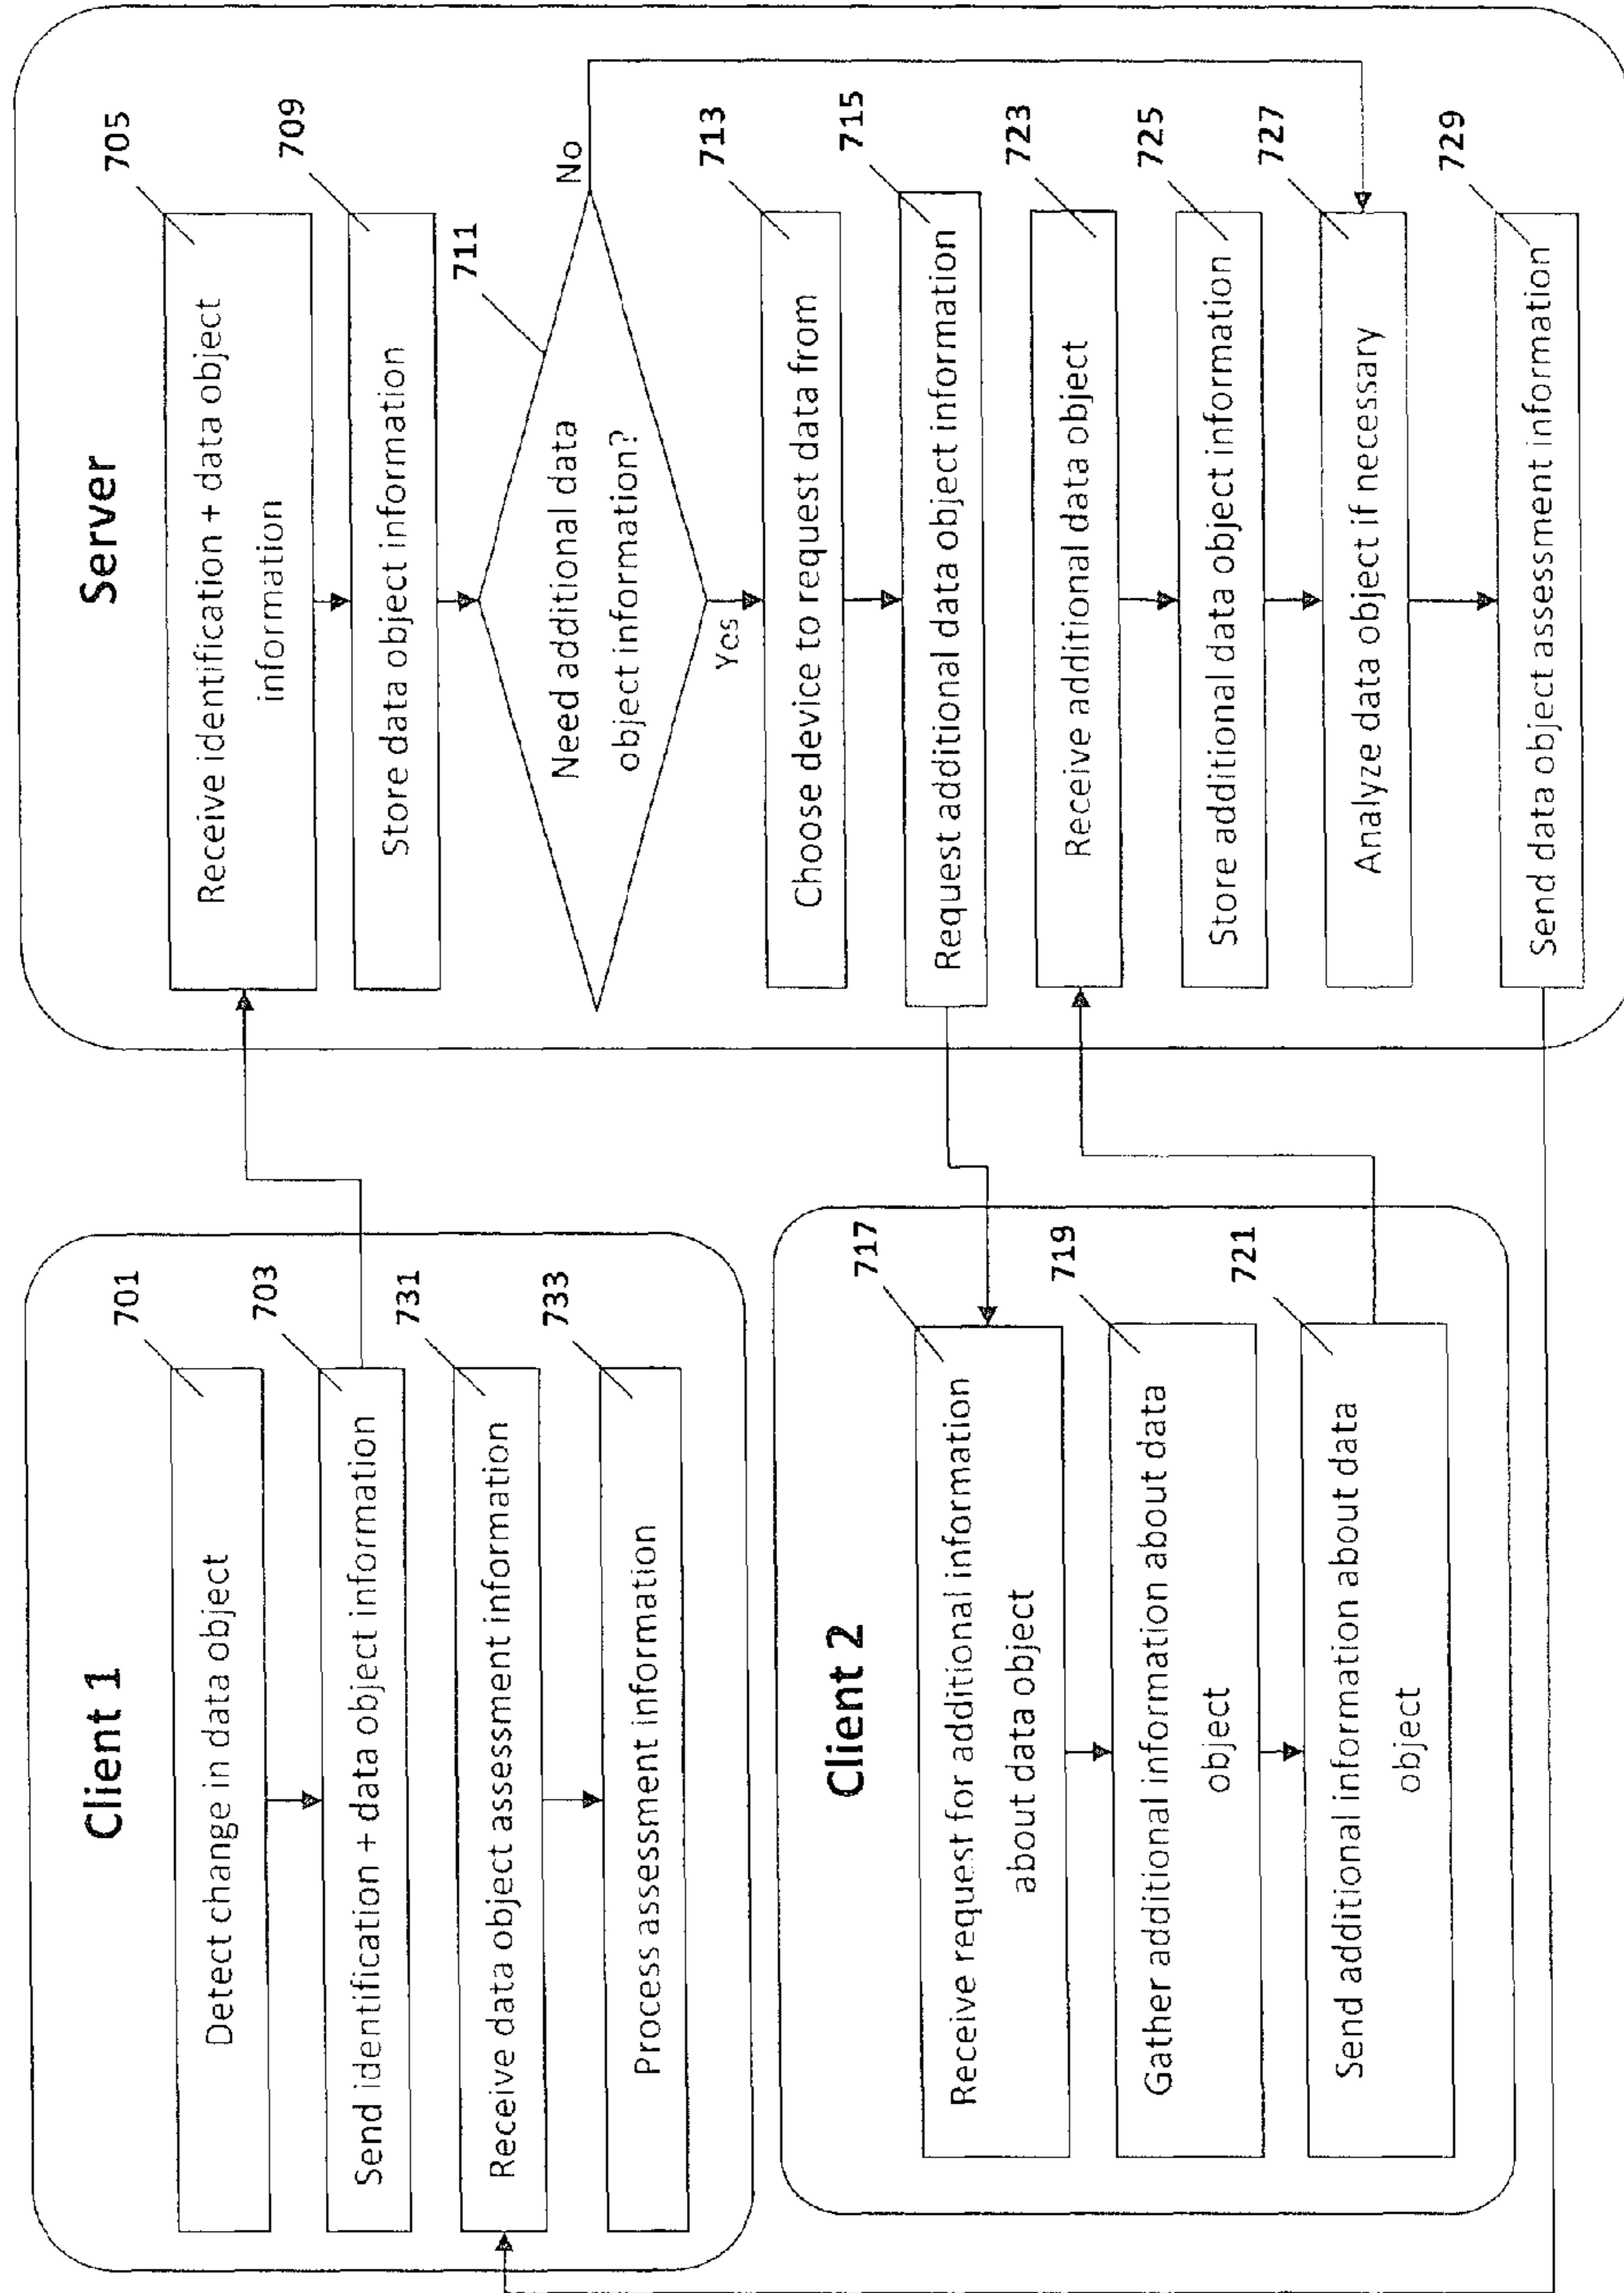 Client 1
701
Detect change in data object
703
Send identification + data object information
731
Receive data object assessment information
733
Process assessment information
Client 2
717
Receive request for additional information
about data object
719
Gather additional information about data
object
721
Send additional information about data
object
Server
705
Receive identification + data object
information
709
Store data object information
711
Need additional data
object information?
No
Yes
713
Choose device to request data from
715
Request additional data object information
723
Receive additional data object
725
Store additional data object information
727
Analyze data object if necessary
729
Send data object assessment information